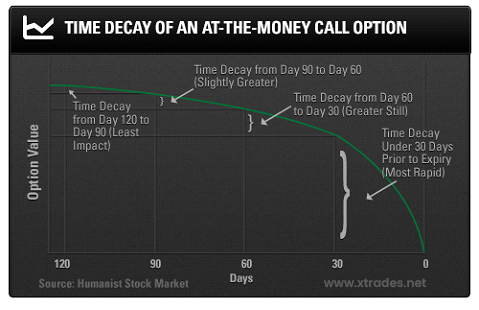 TIME DECAY OF AN AT-THE-MONEY CALL OPTION
Time Decay from Day 90 to Day 60
(Slightly Greater)
Time Decay from Day 60
to Day 30 (Greater Still)
Time Decay
from Day 120 to
Day 90 (Least
Impact)
Time Decay
Under 30 Days
Prior to Expiry
(Most Rapid)
Option Value
120 90 60 30 0
Days
Source: Humanist Stock Market
www.xtrades.net